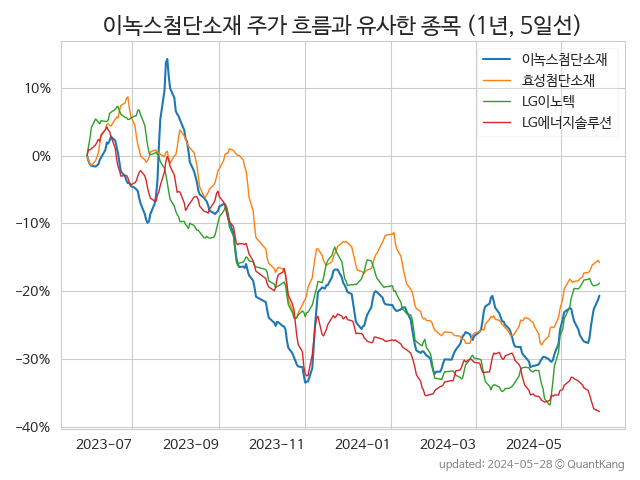 이녹스첨단소재 주가 흐름과 유사한 종목 (1년, 5일선)
이녹스첨단소재
효성첨단소재
LG이노텍
LG에너지솔루션
10%
0%
−10%
−20%
−30%
−40%
2023-07 2023-09 2023-11 2024-01 2024-03 2024-05
updated: 2024-05-28 © QuantKang